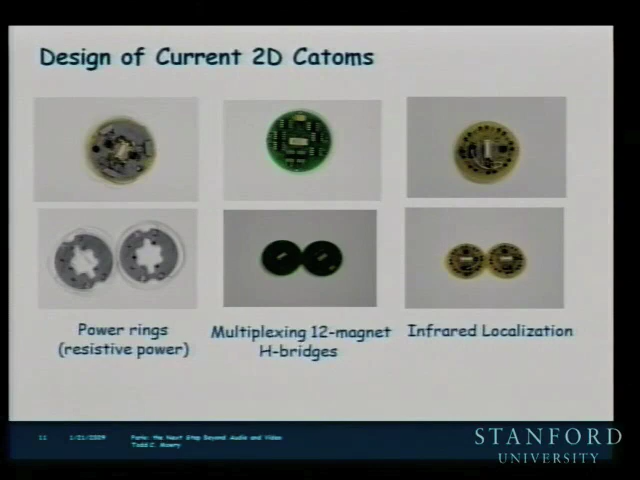 Design of Current 2D Catoms
Power rings
(resistive power)
Multiplexing 12-magnet
H-bridges
Infrared Localization
11 1/21/2009 Pario: the Next Step Beyond Audio and Video
Todd C. Mowry
STANFORD
UNIVERSITY